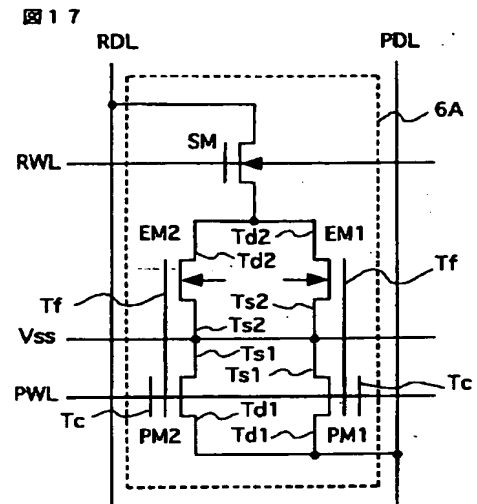 図17
RDL PDL
6A
SM
RWL
EM2 Td2 EM1
Td2
Tf Tf
Ts2
Vss Ts2
Ts1
Ts1
PWL
Tc Td1 Tc
PM2 Td1 PM1